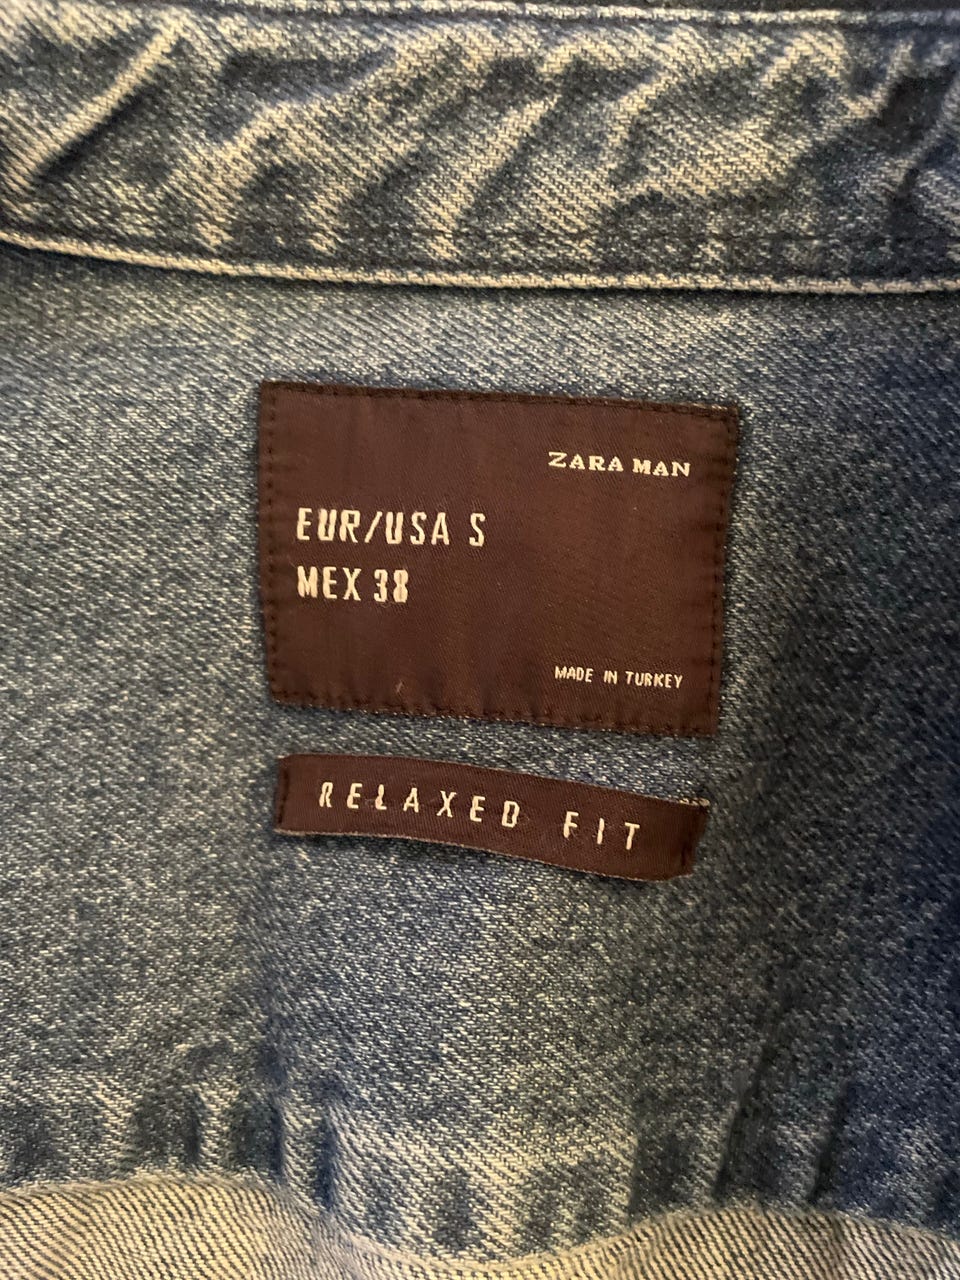 ZARA MAN
EUR/USA S
MEX 38
MADE IN TURKEY
RELAXED FIT